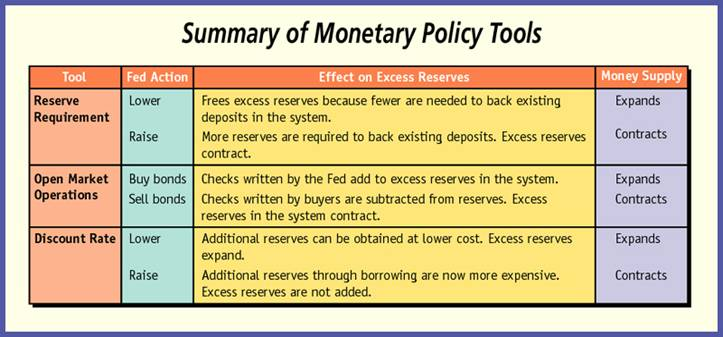 Summary of Monetary Policy Tools
Tool Fed Action Effect on Excess Reserves Money Supply
Reserve Requirement
Lower Frees excess reserves because fewer are needed to back existing
deposits in the system. Expands
Raise More reserves are required to back existing deposits. Excess reserves
contract. Contracts
Open Market Operations
Buy bonds Checks written by the Fed add to excess reserves in the system. Expands
Sell bonds Checks written by buyers are subtracted from reserves. Excess
reserves in the system contract. Contracts
Discount Rate Lower Additional reserves can be obtained at lower cost. Excess reserves
expand. Expands
Raise Additional reserves through borrowing are now more expensive.
Excess reserves are not added. Contracts